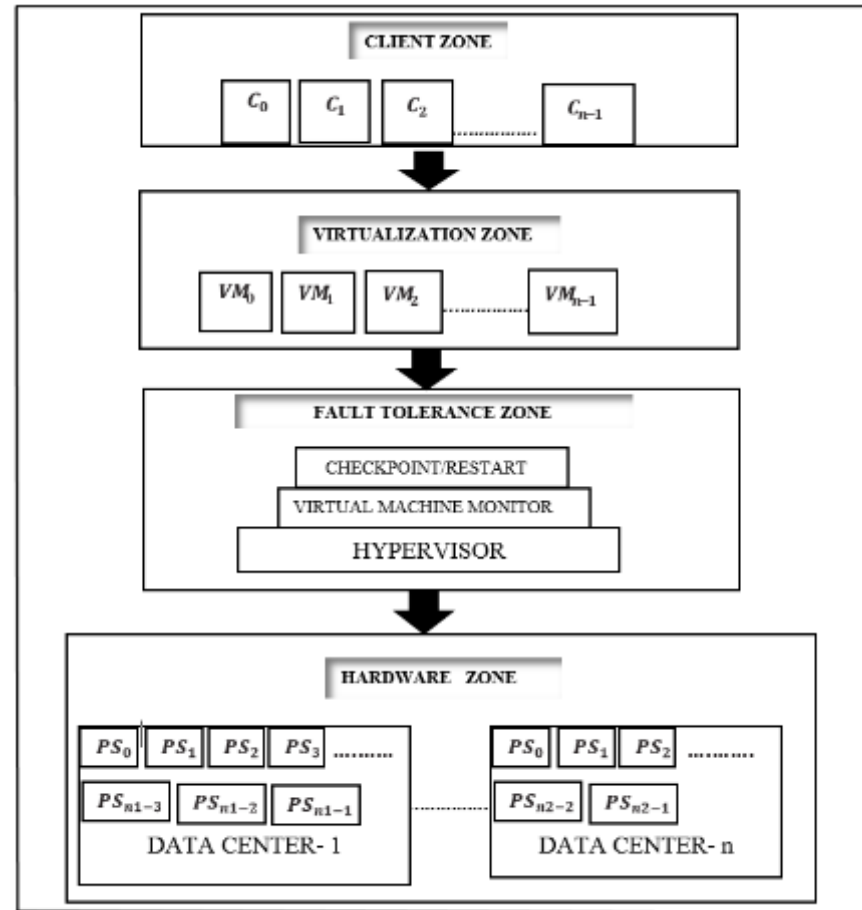 CLIENT ZONE
C₀ C₁ C₂ ............... Cₙ₋₁
VIRTUALIZATION ZONE
VM₀ VM₁ VM₂ ............... VMₙ₋₁
FAULT TOLERANCE ZONE
CHECKPOINT/RESTART
VIRTUAL MACHINE MONITOR
HYPERVISOR
HARDWARE ZONE
PS₀ PS₁ PS₂ PS₃ ..........
PSₙ₁₋₃ PSₙ₁₋₂ PSₙ₁₋₁
DATA CENTER- 1
...............
PS₀ PS₁ PS₂ ..........
PSₙ₂₋₂ PSₙ₂₋₁
DATA CENTER- n